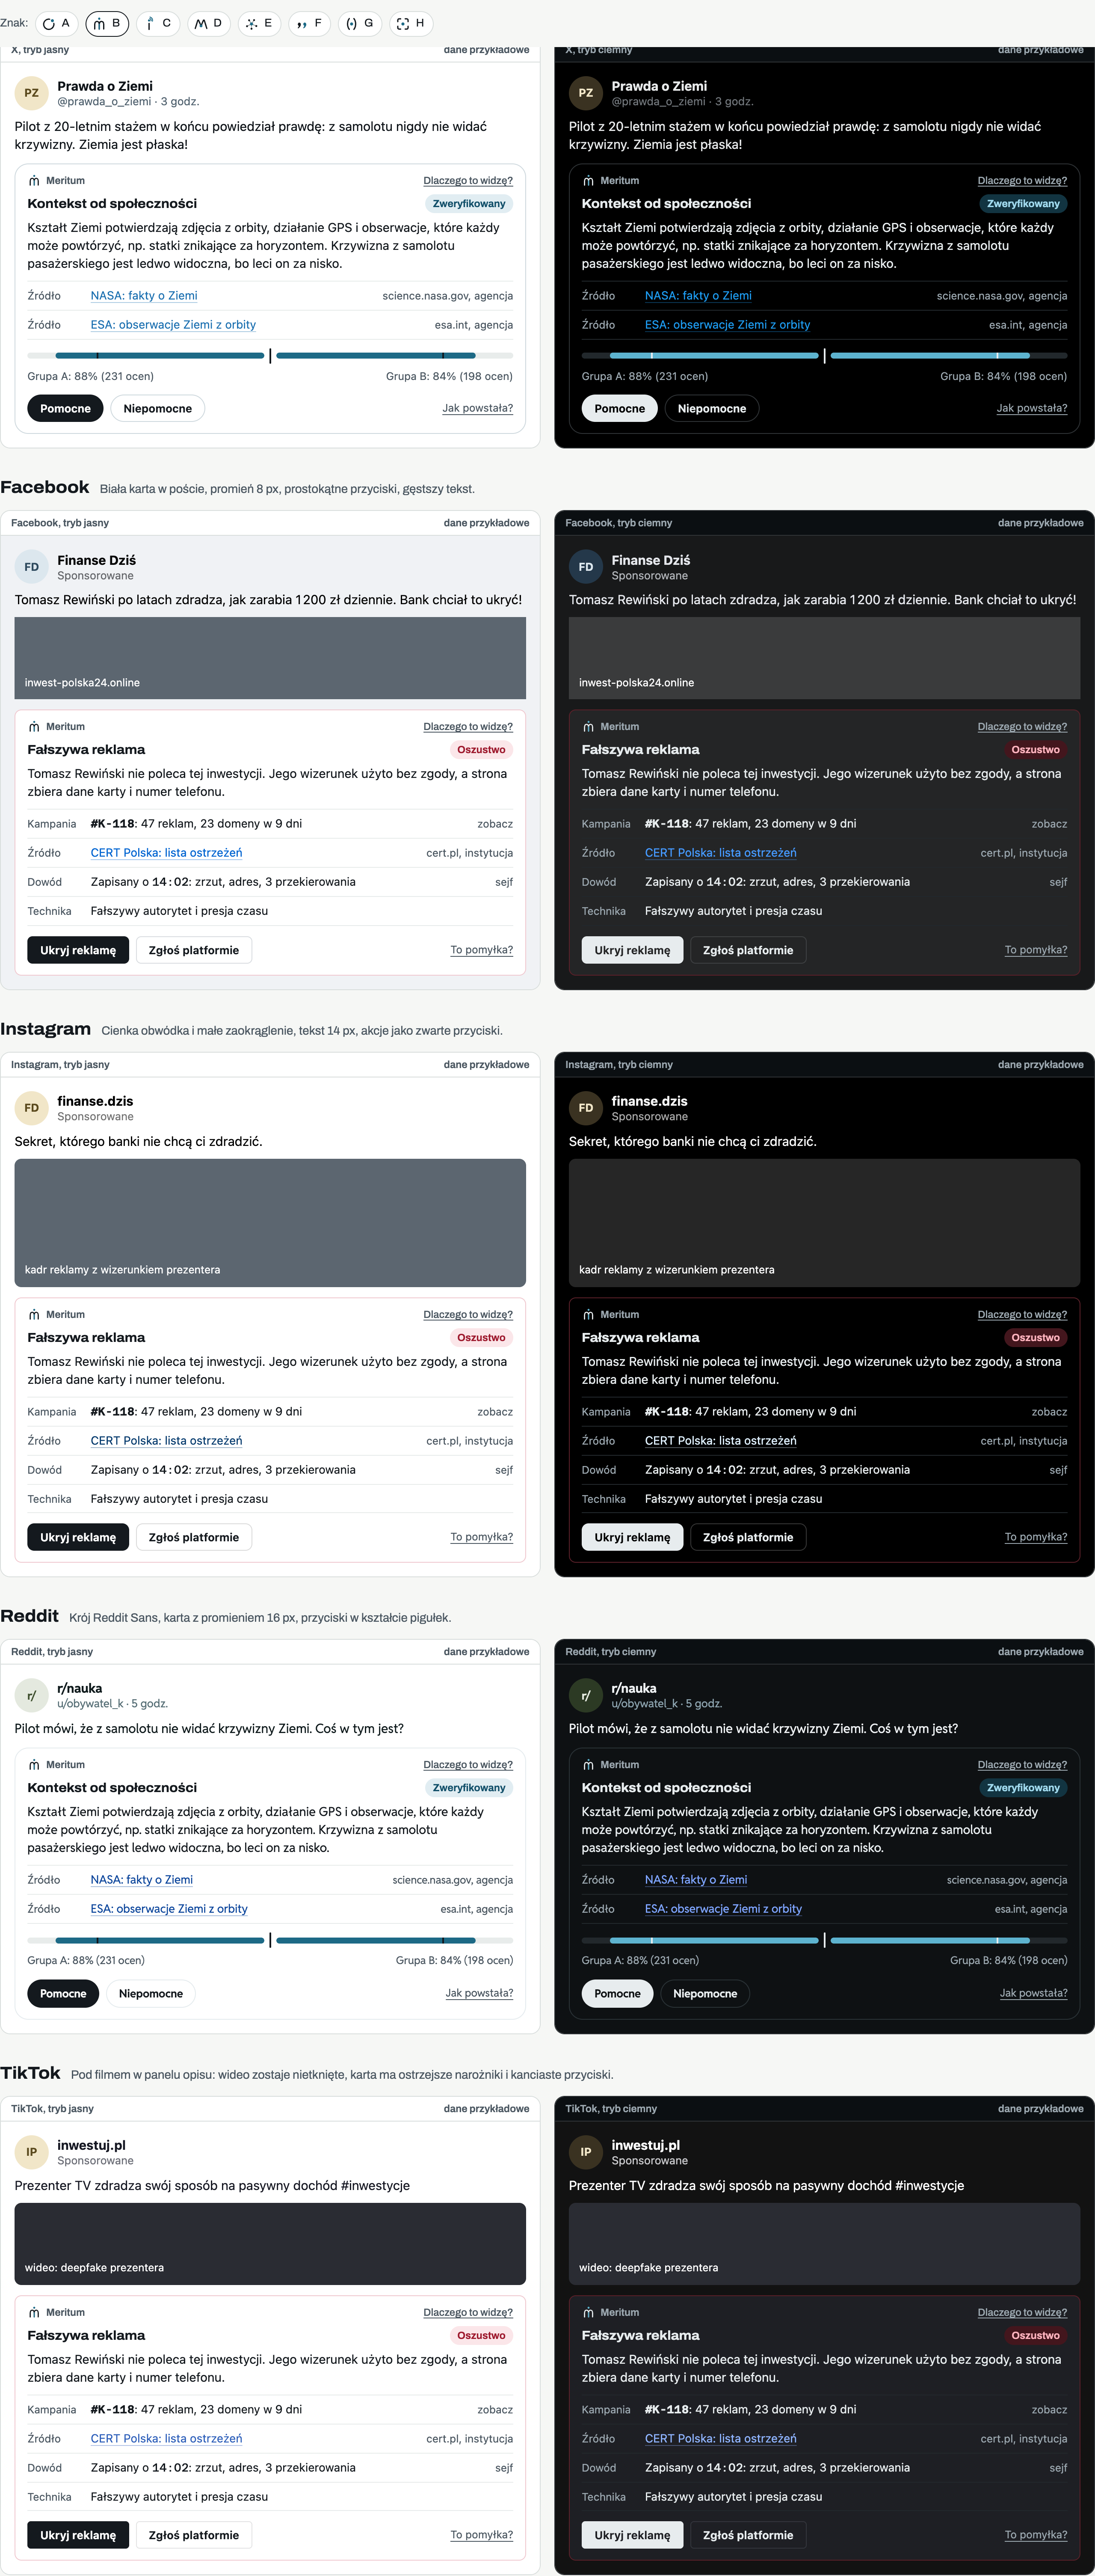 Znak: A B C D E F G H
X, tryb jasny dane przykładowe
PZ Prawda o Ziemi
@prawda_o_ziemi · 3 godz.
Pilot z 20-letnim stażem w końcu powiedział prawdę: z samolotu nigdy nie widać
krzywizny. Ziemia jest płaska!
Meritum Dlaczego to widzę?
Kontekst od społeczności Zweryfikowany
Kształt Ziemi potwierdzają zdjęcia z orbity, działanie GPS i obserwacje, które każdy
może powtórzyć, np. statki znikające za horyzontem. Krzywizna z samolotu
pasażerskiego jest ledwo widoczna, bo leci on za nisko.
Źródło NASA: fakty o Ziemi science.nasa.gov, agencja
Źródło ESA: obserwacje Ziemi z orbity esa.int, agencja
Grupa A: 88% (231 ocen) Grupa B: 84% (198 ocen)
Pomocne Niepomocne Jak powstała?
X, tryb ciemny dane przykładowe
PZ Prawda o Ziemi
@prawda_o_ziemi · 3 godz.
Pilot z 20-letnim stażem w końcu powiedział prawdę: z samolotu nigdy nie widać
krzywizny. Ziemia jest płaska!
Meritum Dlaczego to widzę?
Kontekst od społeczności Zweryfikowany
Kształt Ziemi potwierdzają zdjęcia z orbity, działanie GPS i obserwacje, które każdy
może powtórzyć, np. statki znikające za horyzontem. Krzywizna z samolotu
pasażerskiego jest ledwo widoczna, bo leci on za nisko.
Źródło NASA: fakty o Ziemi science.nasa.gov, agencja
Źródło ESA: obserwacje Ziemi z orbity esa.int, agencja
Grupa A: 88% (231 ocen) Grupa B: 84% (198 ocen)
Pomocne Niepomocne Jak powstała?
Facebook Biała karta w poście, promień 8 px, prostokątne przyciski, gęstszy tekst.
Facebook, tryb jasny dane przykładowe
FD Finanse Dziś
Sponsorowane
Tomasz Rewiński po latach zdradza, jak zarabia 1200 zł dziennie. Bank chciał to ukryć!
inwest-polska24.online
Meritum Dlaczego to widzę?
Fałszywa reklama Oszustwo
Tomasz Rewiński nie poleca tej inwestycji. Jego wizerunek użyto bez zgody, a strona
zbiera dane karty i numer telefonu.
Kampania #K-118: 47 reklam, 23 domeny w 9 dni zobacz
Źródło CERT Polska: lista ostrzeżeń cert.pl, instytucja
Dowód Zapisany o 14:02: zrzut, adres, 3 przekierowania sejf
Technika Fałszywy autorytet i presja czasu
Ukryj reklamę Zgłoś platformie To pomyłka?
Facebook, tryb ciemny dane przykładowe
FD Finanse Dziś
Sponsorowane
Tomasz Rewiński po latach zdradza, jak zarabia 1200 zł dziennie. Bank chciał to ukryć!
inwest-polska24.online
Meritum Dlaczego to widzę?
Fałszywa reklama Oszustwo
Tomasz Rewiński nie poleca tej inwestycji. Jego wizerunek użyto bez zgody, a strona
zbiera dane karty i numer telefonu.
Kampania #K-118: 47 reklam, 23 domeny w 9 dni zobacz
Źródło CERT Polska: lista ostrzeżeń cert.pl, instytucja
Dowód Zapisany o 14:02: zrzut, adres, 3 przekierowania sejf
Technika Fałszywy autorytet i presja czasu
Ukryj reklamę Zgłoś platformie To pomyłka?
Instagram Cienka obwódka i małe zaokrąglenie, tekst 14 px, akcje jako zwarte przyciski.
Instagram, tryb jasny dane przykładowe
FD finanse.dzis
Sponsorowane
Sekret, którego banki nie chcą ci zdradzić.
kadr reklamy z wizerunkiem prezentera
Meritum Dlaczego to widzę?
Fałszywa reklama Oszustwo
Tomasz Rewiński nie poleca tej inwestycji. Jego wizerunek użyto bez zgody, a strona
zbiera dane karty i numer telefonu.
Kampania #K-118: 47 reklam, 23 domeny w 9 dni zobacz
Źródło CERT Polska: lista ostrzeżeń cert.pl, instytucja
Dowód Zapisany o 14:02: zrzut, adres, 3 przekierowania sejf
Technika Fałszywy autorytet i presja czasu
Ukryj reklamę Zgłoś platformie To pomyłka?
Instagram, tryb ciemny dane przykładowe
FD finanse.dzis
Sponsorowane
Sekret, którego banki nie chcą ci zdradzić.
kadr reklamy z wizerunkiem prezentera
Meritum Dlaczego to widzę?
Fałszywa reklama Oszustwo
Tomasz Rewiński nie poleca tej inwestycji. Jego wizerunek użyto bez zgody, a strona
zbiera dane karty i numer telefonu.
Kampania #K-118: 47 reklam, 23 domeny w 9 dni zobacz
Źródło CERT Polska: lista ostrzeżeń cert.pl, instytucja
Dowód Zapisany o 14:02: zrzut, adres, 3 przekierowania sejf
Technika Fałszywy autorytet i presja czasu
Ukryj reklamę Zgłoś platformie To pomyłka?
Reddit Krój Reddit Sans, karta z promieniem 16 px, przyciski w kształcie pigułek.
Reddit, tryb jasny dane przykładowe
r/ r/nauka
u/obywatel_k · 5 godz.
Pilot mówi, że z samolotu nie widać krzywizny Ziemi. Coś w tym jest?
Meritum Dlaczego to widzę?
Kontekst od społeczności Zweryfikowany
Kształt Ziemi potwierdzają zdjęcia z orbity, działanie GPS i obserwacje, które każdy
może powtórzyć, np. statki znikające za horyzontem. Krzywizna z samolotu
pasażerskiego jest ledwo widoczna, bo leci on za nisko.
Źródło NASA: fakty o Ziemi science.nasa.gov, agencja
Źródło ESA: obserwacje Ziemi z orbity esa.int, agencja
Grupa A: 88% (231 ocen) Grupa B: 84% (198 ocen)
Pomocne Niepomocne Jak powstała?
Reddit, tryb ciemny dane przykładowe
r/ r/nauka
u/obywatel_k · 5 godz.
Pilot mówi, że z samolotu nie widać krzywizny Ziemi. Coś w tym jest?
Meritum Dlaczego to widzę?
Kontekst od społeczności Zweryfikowany
Kształt Ziemi potwierdzają zdjęcia z orbity, działanie GPS i obserwacje, które każdy
może powtórzyć, np. statki znikające za horyzontem. Krzywizna z samolotu
pasażerskiego jest ledwo widoczna, bo leci on za nisko.
Źródło NASA: fakty o Ziemi science.nasa.gov, agencja
Źródło ESA: obserwacje Ziemi z orbity esa.int, agencja
Grupa A: 88% (231 ocen) Grupa B: 84% (198 ocen)
Pomocne Niepomocne Jak powstała?
TikTok Pod filmem w panelu opisu: wideo zostaje nietknięte, karta ma ostrzejsze narożniki i kanciaste przyciski.
TikTok, tryb jasny dane przykładowe
IP inwestuj.pl
Sponsorowane
Prezenter TV zdradza swój sposób na pasywny dochód #inwestycje
wideo: deepfake prezentera
Meritum Dlaczego to widzę?
Fałszywa reklama Oszustwo
Tomasz Rewiński nie poleca tej inwestycji. Jego wizerunek użyto bez zgody, a strona
zbiera dane karty i numer telefonu.
Kampania #K-118: 47 reklam, 23 domeny w 9 dni zobacz
Źródło CERT Polska: lista ostrzeżeń cert.pl, instytucja
Dowód Zapisany o 14:02: zrzut, adres, 3 przekierowania sejf
Technika Fałszywy autorytet i presja czasu
Ukryj reklamę Zgłoś platformie To pomyłka?
TikTok, tryb ciemny dane przykładowe
IP inwestuj.pl
Sponsorowane
Prezenter TV zdradza swój sposób na pasywny dochód #inwestycje
wideo: deepfake prezentera
Meritum Dlaczego to widzę?
Fałszywa reklama Oszustwo
Tomasz Rewiński nie poleca tej inwestycji. Jego wizerunek użyto bez zgody, a strona
zbiera dane karty i numer telefonu.
Kampania #K-118: 47 reklam, 23 domeny w 9 dni zobacz
Źródło CERT Polska: lista ostrzeżeń cert.pl, instytucja
Dowód Zapisany o 14:02: zrzut, adres, 3 przekierowania sejf
Technika Fałszywy autorytet i presja czasu
Ukryj reklamę Zgłoś platformie To pomyłka?